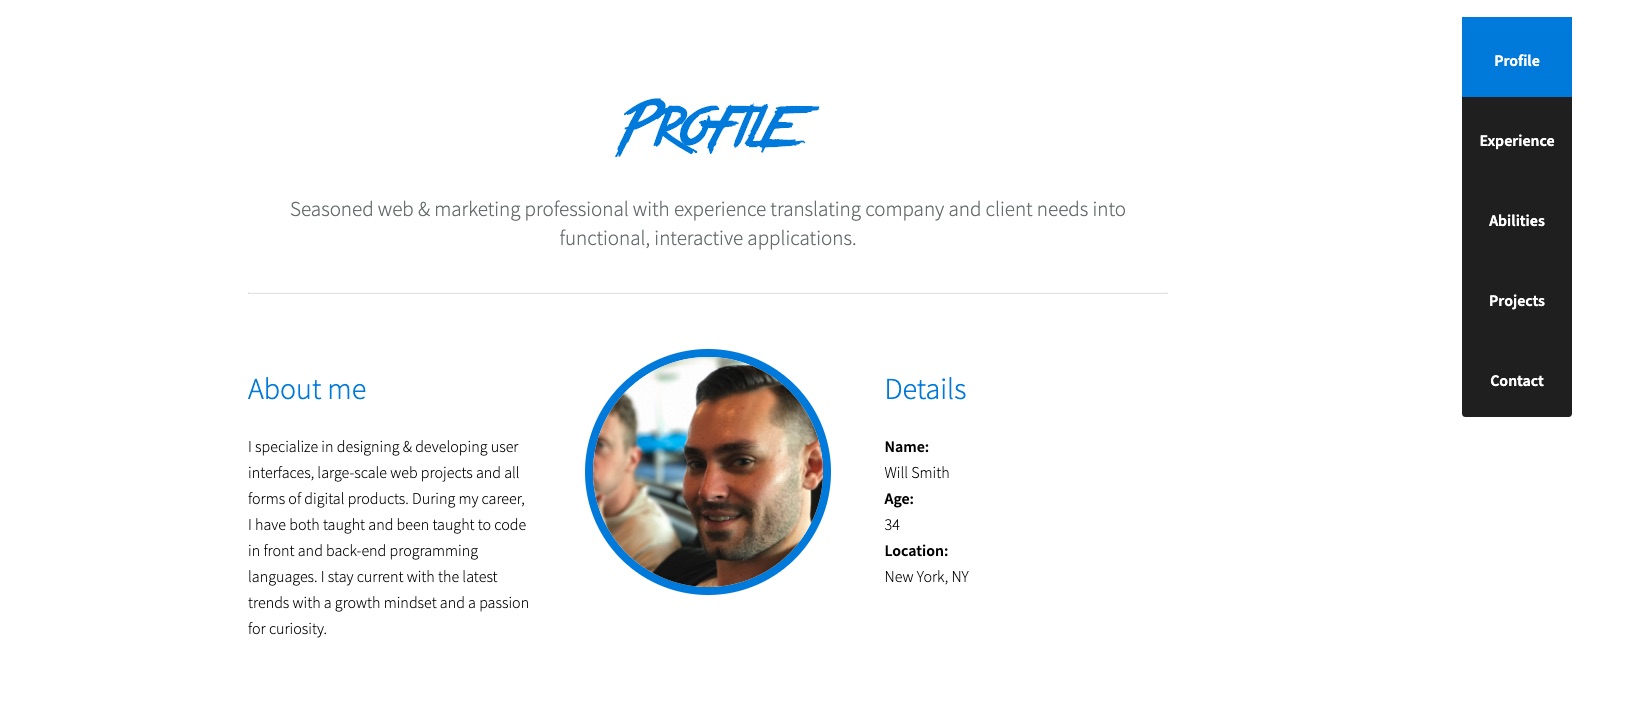 PROFILE
Seasoned web & marketing professional with experience translating company and client needs into
functional, interactive applications.
About me
I specialize in designing & developing user
interfaces, large-scale web projects and all
forms of digital products. During my career,
I have both taught and been taught to code
in front and back-end programming
languages. I stay current with the latest
trends with a growth mindset and a passion
for curiosity.
Details
Name:
Will Smith
Age:
34
Location:
New York, NY
Profile
Experience
Abilities
Projects
Contact